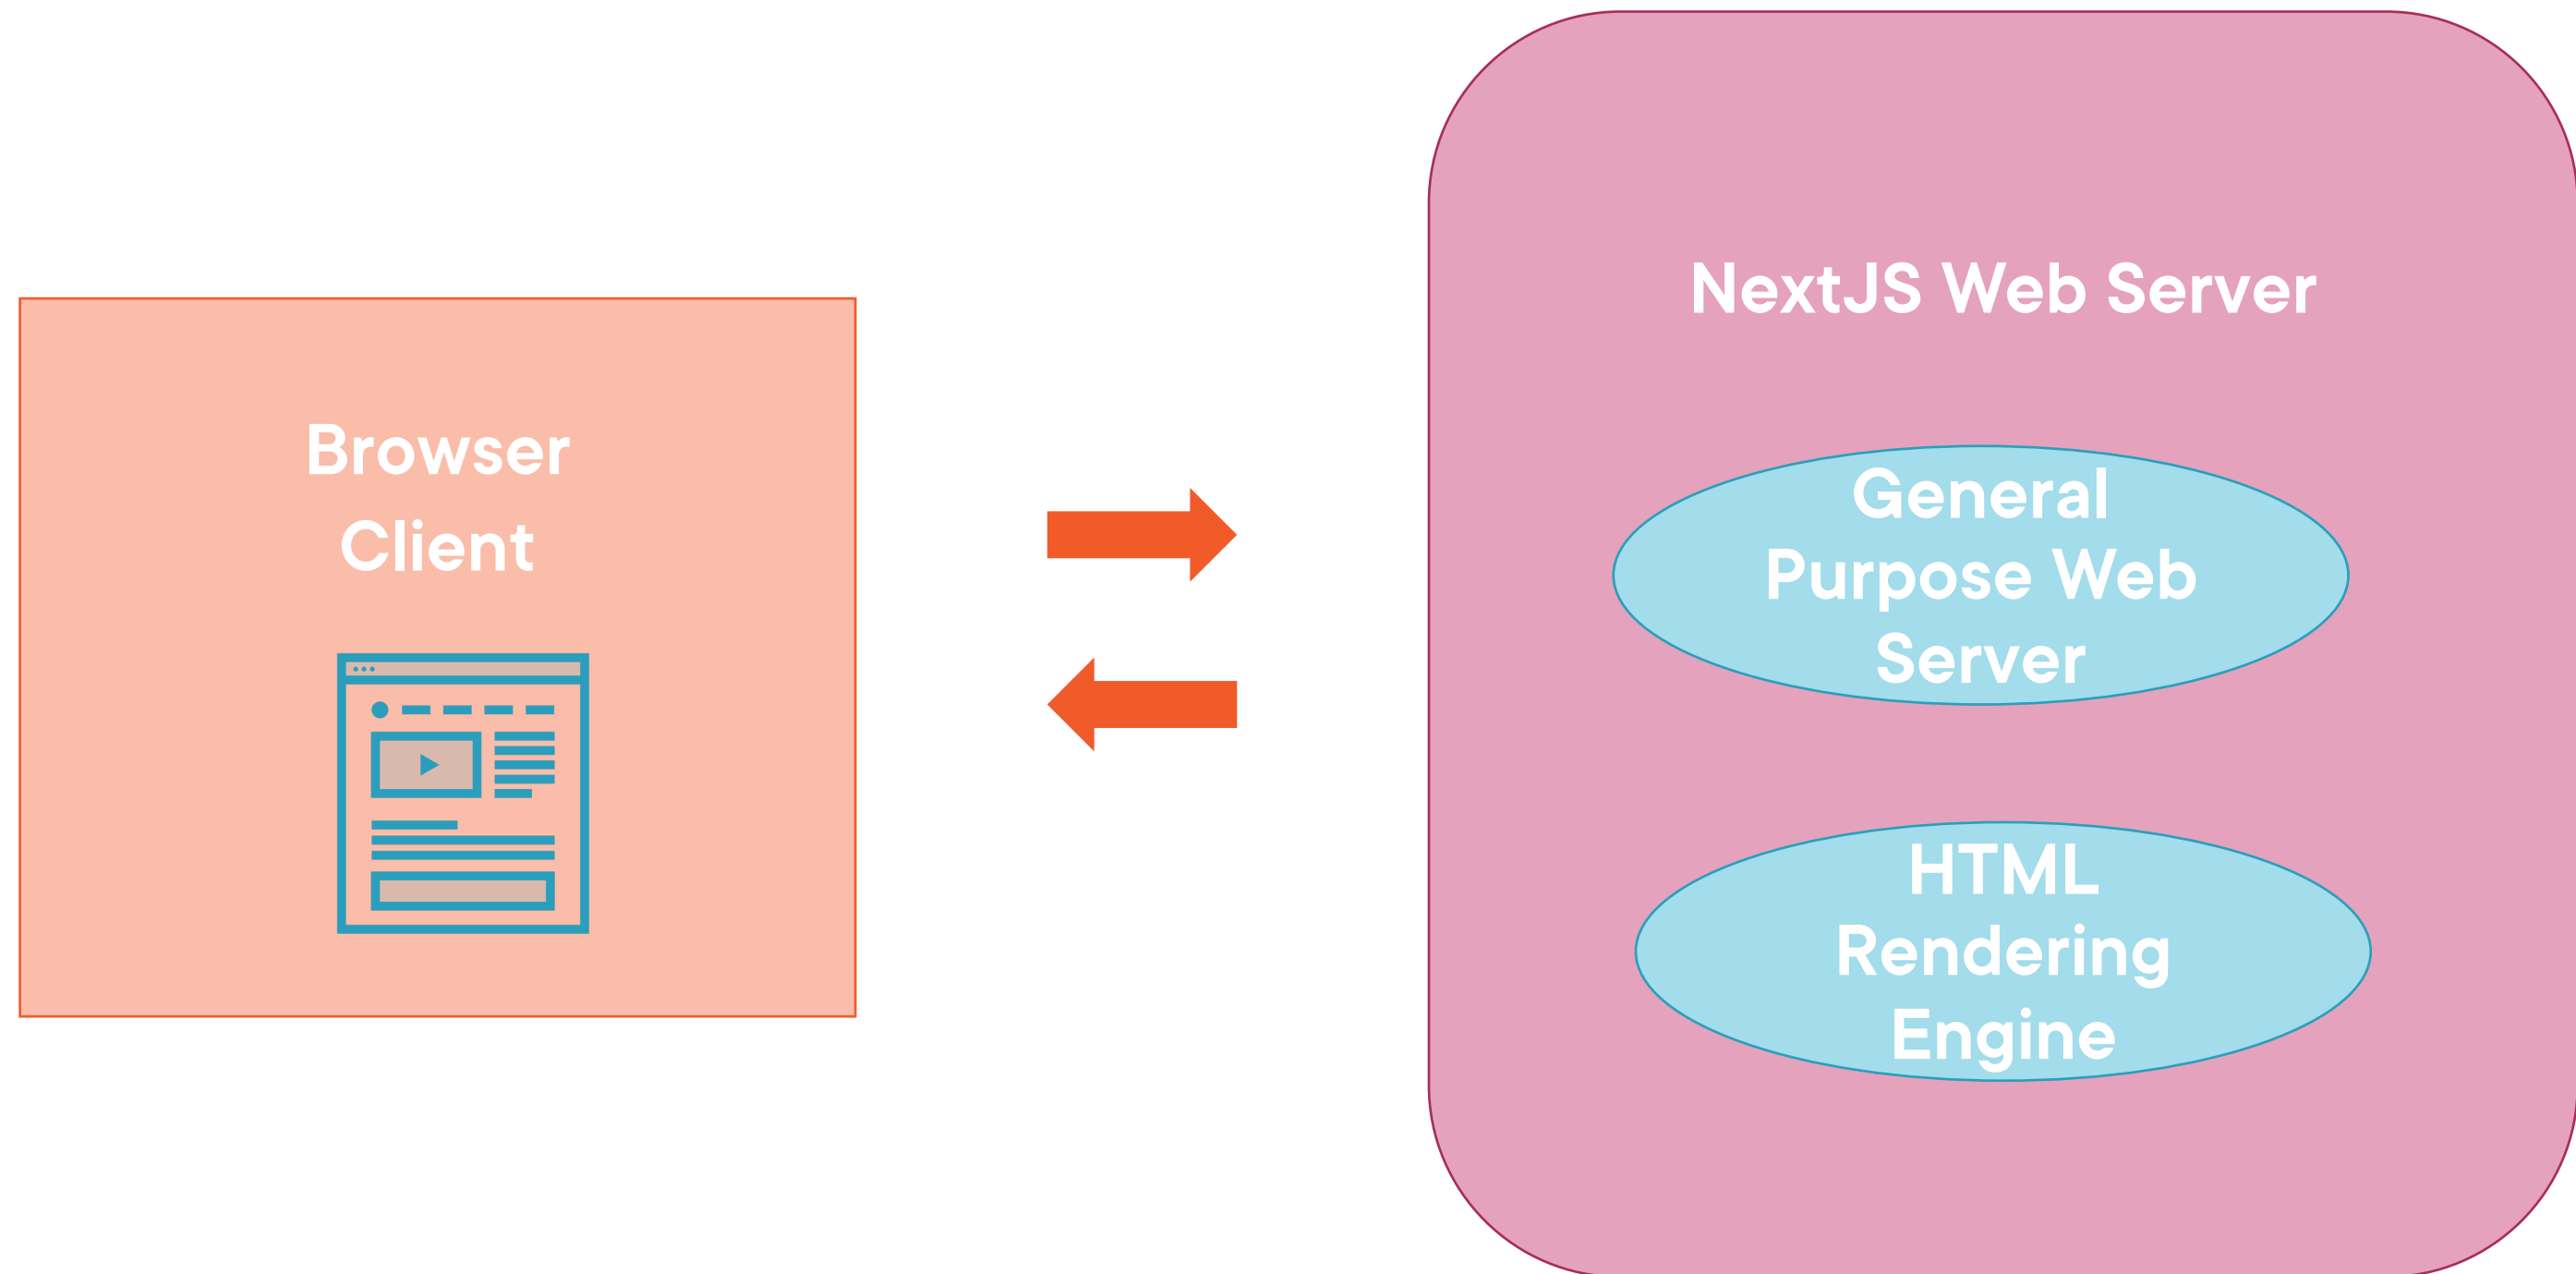 Browser
Client
NextJS Web Server
General
Purpose Web
Server
HTML
Rendering
Engine